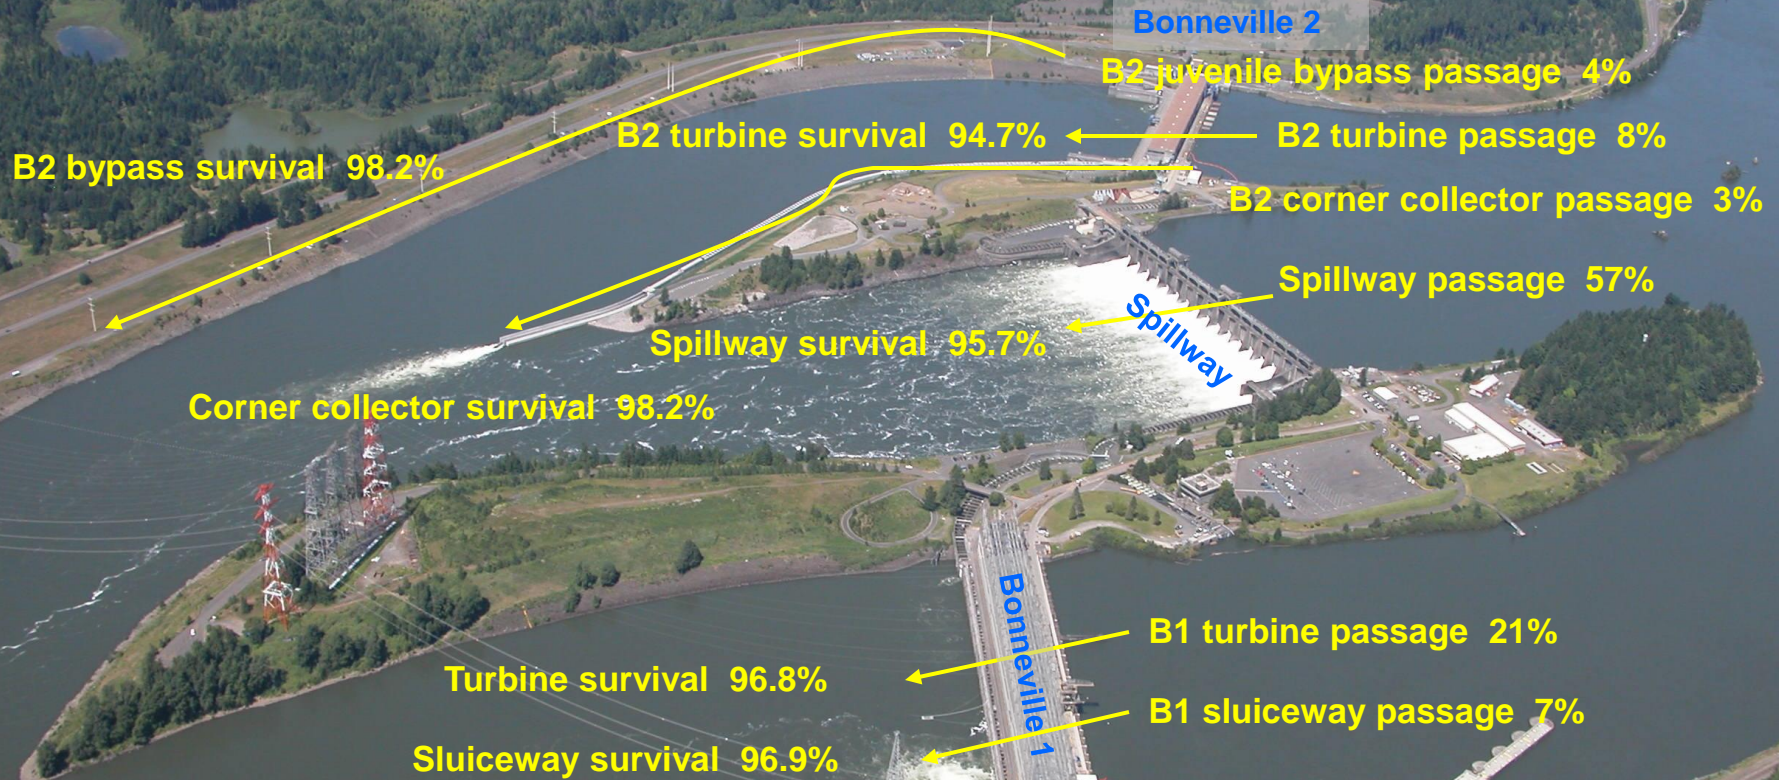 Bonneville 2
B2 juvenile bypass passage 4%
B2 turbine survival 94.7%
B2 turbine passage 8%
B2 bypass survival 98.2%
B2 corner collector passage 3%
Spillway passage 57%
Spillway
Spillway survival 95.7%
Corner collector survival 98.2%
Bonneville 1
B1 turbine passage 21%
Turbine survival 96.8%
B1 sluiceway passage 7%
Sluiceway survival 96.9%